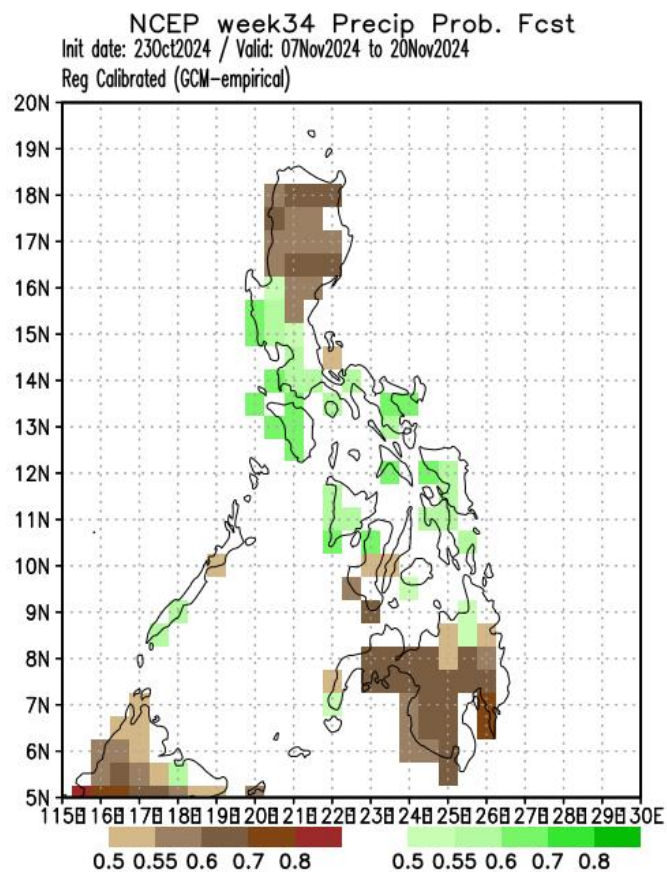 NCEP week34 Precip Prob. Fcst
Init date: 23Oct2024 / Valid: 07Nov2024 to 20Nov2024
Reg Calibrated (GCM-empirical)
20N
19N
18N
17N
16N
15N
14N
13N
12N
11N
10N
9N
8N
7N
6N
5N
115E 116E 117E 118E 119E 120E 121E 122E 123E 124E 125E 126E 127E 128E 129E 130E
0.5 0.55 0.6 0.7 0.8 0.5 0.55 0.6 0.7 0.8